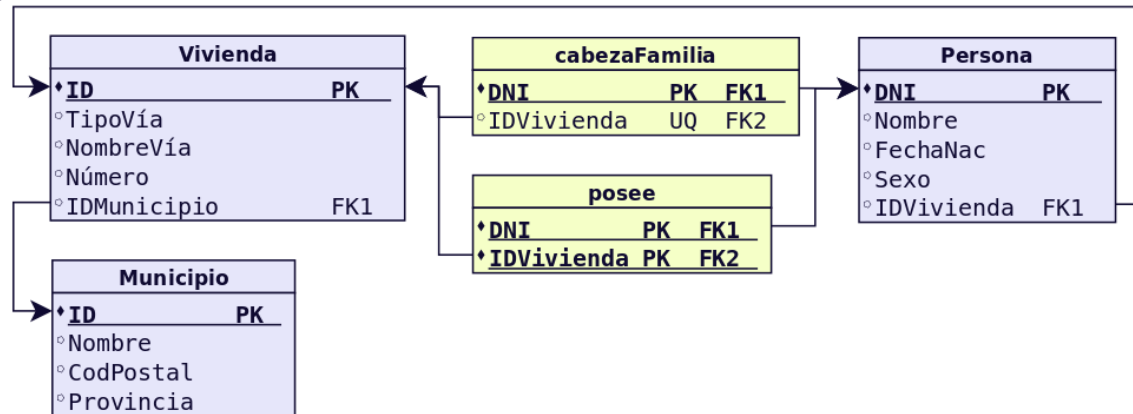 Vivienda
ID PK
TipoVía
NombreVía
Número
IDMunicipio FK1
cabezaFamilia
DNI PK FK1
IDVivienda UQ FK2
Persona
DNI PK
Nombre
FechaNac
Sexo
IDVivienda FK1
posee
DNI PK FK1
IDVivienda PK FK2
Municipio
ID PK
Nombre
CodPostal
Provincia